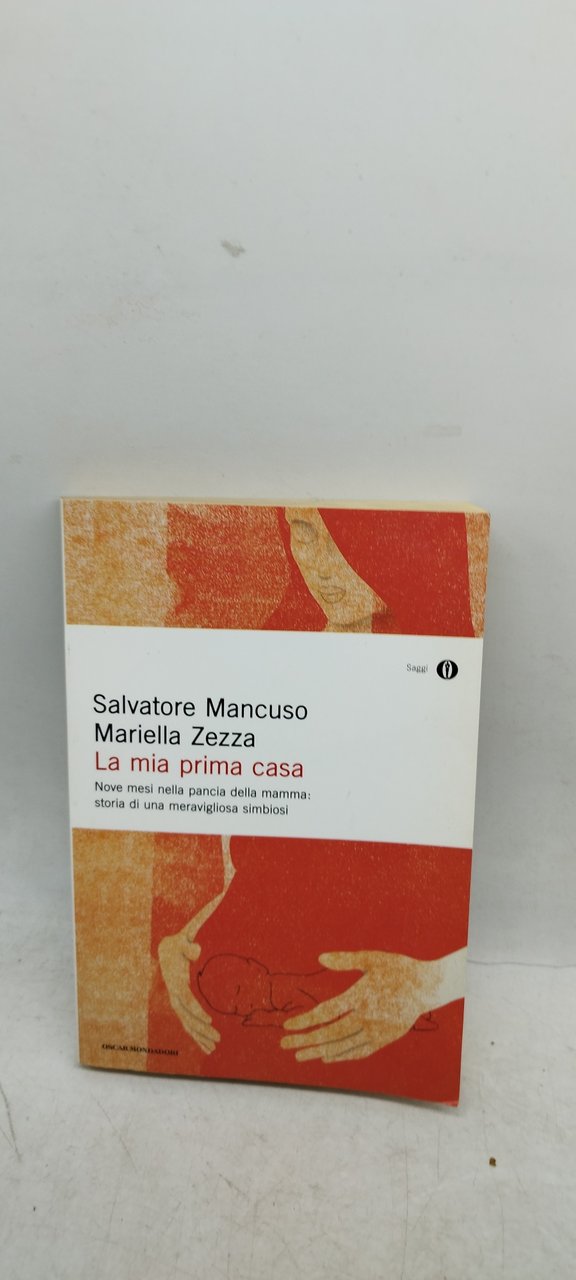 Saggi
Salvatore Mancuso
Mariella Zezza
La mia prima casa
Nove mesi nella pancia della mamma:
storia di una meravigliosa simbiosi
OSCAR MONDADORI